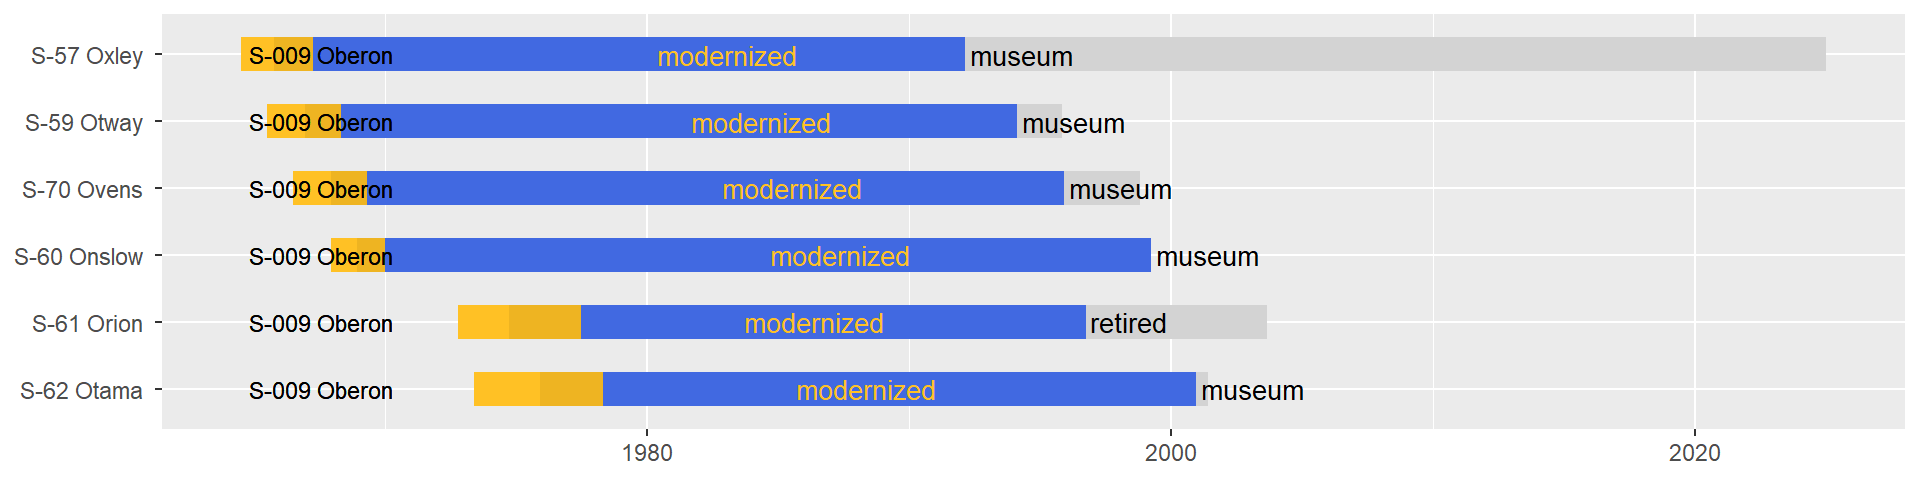 S-57 Oxley S-009 Oberon modernized museum
S-59 Otway S-009 Oberon modernized museum
S-70 Ovens S-009 Oberon modernized museum
S-60 Onslow S-009 Oberon modernized museum
S-61 Orion S-009 Oberon modernized retired
S-62 Otama S-009 Oberon modernized museum
1980 2000 2020